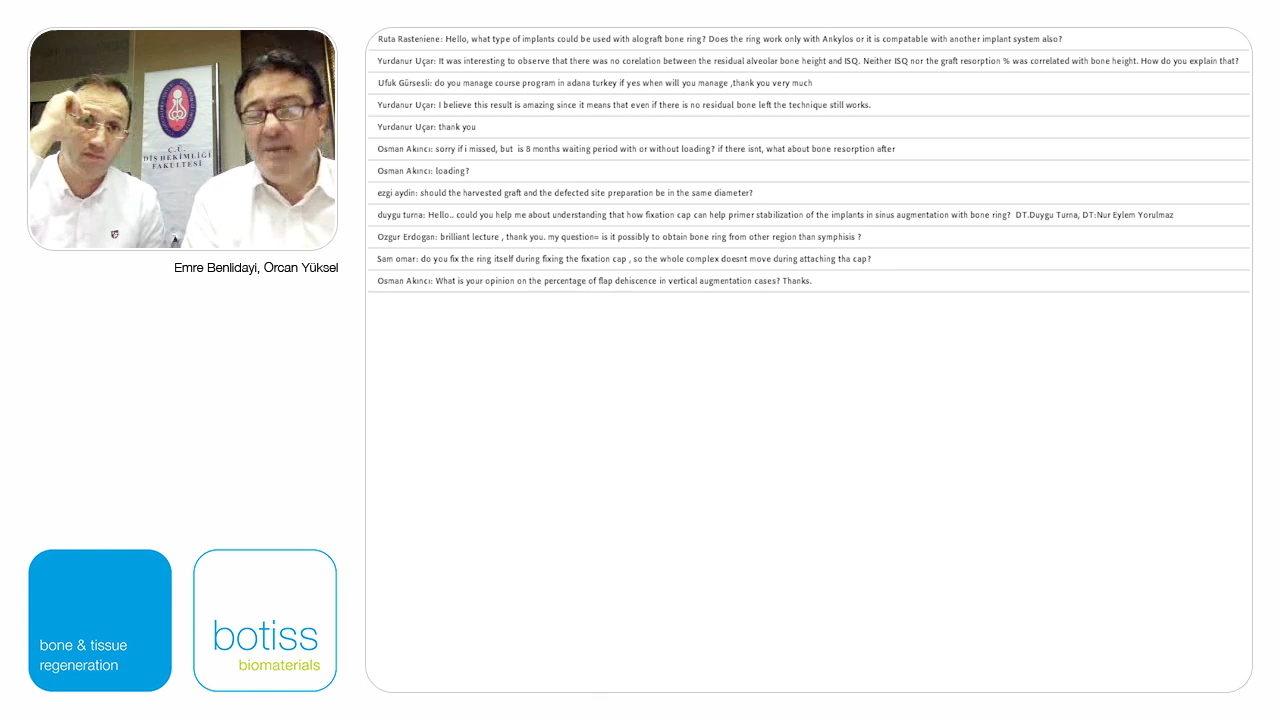 Ç.Ü.
DİŞ HEKİMLİĞİ
FAKÜLTESİ
Emre Benlidayi, Orcan Yüksel
bone & tissue
regeneration
botiss
biomaterials
Ruta Rasteniene: Hello, what type of implants could be used with alograft bone ring? Does the ring work only with Ankylos or it is compatable with another implant system also?
Yurdanur Uçar: It was interesting to observe that there was no corelation between the residual alveolar bone height and ISQ. Neither ISQ nor the graft resorption % was correlated with bone height. How do you explain that?
Ufuk Gürsesli: do you manage course program in adana turkey if yes when will you manage ,thank you very much
Yurdanur Uçar: I believe this result is amazing since it means that even if there is no residual bone left the technique still works.
Yurdanur Uçar: thank you
Osman Akıncı: sorry if i missed, but  is 8 months waiting period with or without loading? if there isnt, what about bone resorption after
Osman Akıncı: loading?
ezgi aydin: should the harvested graft and the defected site preparation be in the same diameter?
duygu turna: Hello.. could you help me about understanding that how fixation cap can help primer stabilization of the implants in sinus augmentation with bone ring?  DT.Duygu Turna, DT:Nur Eylem Yorulmaz
Ozgur Erdogan: brilliant lecture , thank you. my question= is it possibly to obtain bone ring from other region than symphisis ?
Sam omar: do you fix the ring itself during fixing the fixation cap , so the whole complex doesnt move during attaching tha cap?
Osman Akıncı: What is your opinion on the percentage of flap dehiscence in vertical augmentation cases? Thanks.